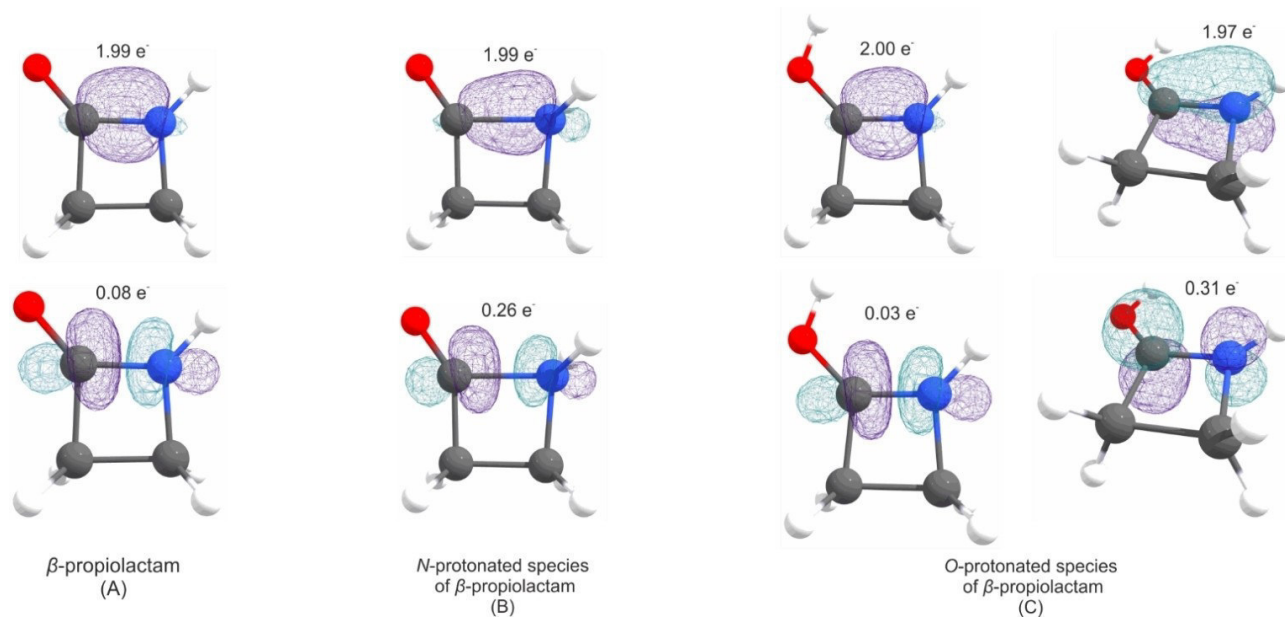 1.99 e⁻
1.99 e⁻
2.00 e⁻
1.97 e⁻
0.08 e⁻
0.26 e⁻
0.03 e⁻
0.31 e⁻
β-propiolactam
(A)
N-protonated species
of β-propiolactam
(B)
O-protonated species
of β-propiolactam
(C)